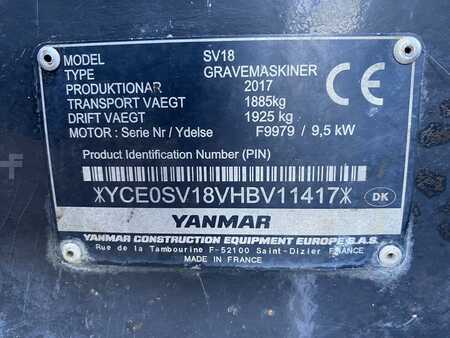 MODEL SV18
TYPE GRAVEMASKINER
PRODUKTIONAR 2017
TRANSPORT VAEGT 1885kg
DRIFT VAEGT 1925 kg
MOTOR : Serie Nr / Ydelse F9979 / 9,5 kW
CE
Product Identification Number (PIN)
*YCE0SV18VHBV11417*
DK
YANMAR
YANMAR CONSTRUCTION EQUIPMENT EUROPE S.A.S.
Rue de la Tambourine F-52100 Saint-Dizier FRANCE
MADE IN FRANCE